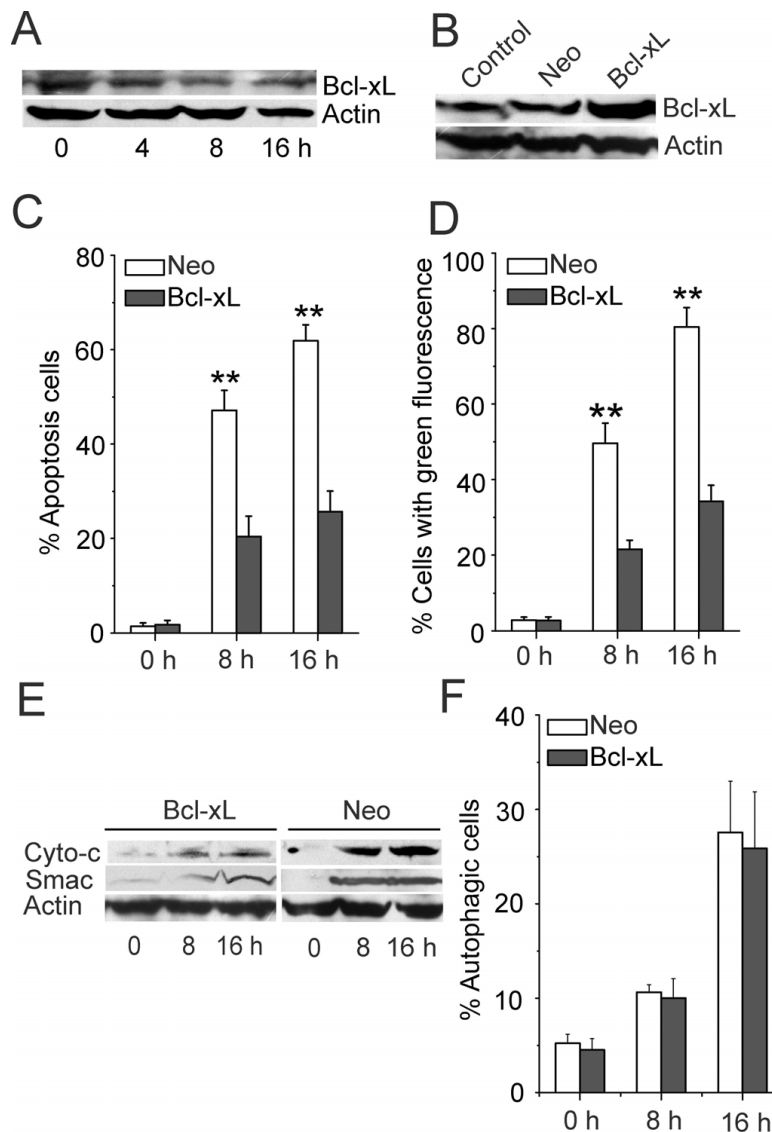 A
Bcl-xL
Actin
0 4 8 16 h
B
Control Neo Bcl-xL
Bcl-xL
Actin
C
% Apoptosis cells
80
60
40
20
0
Neo
Bcl-xL
**
**
0 h 8 h 16 h
D
% Cells with green fluorescence
100
80
60
40
20
0
Neo
Bcl-xL
**
**
0 h 8 h 16 h
E
Bcl-xL Neo
Cyto-c
Smac
Actin
0 8 16 h 0 8 16 h
F
% Autophagic cells
40
30
20
10
0
Neo
Bcl-xL
0 h 8 h 16 h